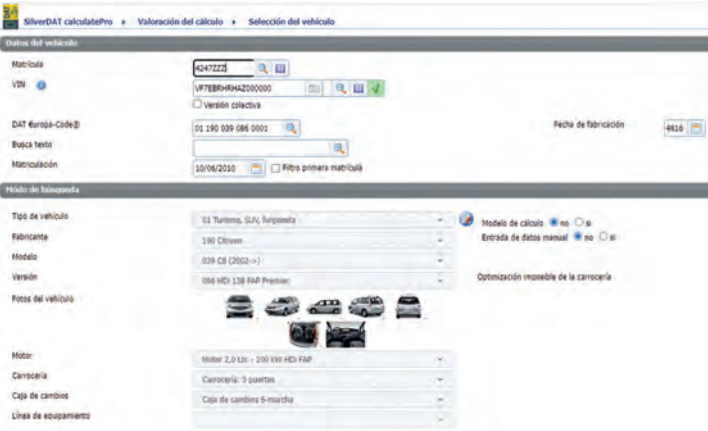 DAT
SilverDAT calculatePro ▸ Valoración del cálculo ▸ Selección del vehículo
Datos del vehículo
Matrícula 4247ZZZ
VIN VF7EBRHRHAZ000000
Versión colectiva
DAT €uropa-Code® 01 190 039 086 0001 Fecha de fabricación 4616
Busca texto
Matriculación 10/06/2010 Filtro primera matrícula
Módo de búsqueda
Tipo de vehículo 01 Turismo, SUV, furgoneta Modelo de cálculo no si
Fabricante 190 Citroen Entrada de datos manual no si
Modelo 039 C8 (2002->)
Versión 086 HDi 138 FAP Premier Optimización imposible de la carrocería
Fotos del vehículo
Motor Motor 2,0 Ltr. - 100 kW HDi FAP
Carrocería Carrocería: 5 puertas
Caja de cambios Caja de cambios 6-marcha
Línea de equipamiento